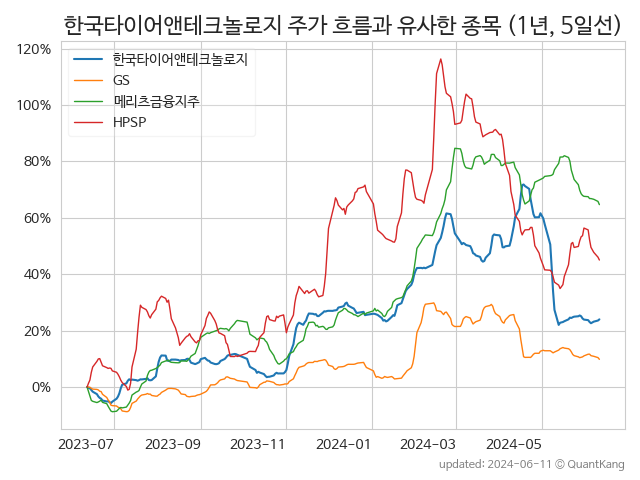 한국타이어앤테크놀로지 주가 흐름과 유사한 종목 (1년, 5일선)
120%
100%
80%
60%
40%
20%
0%
한국타이어앤테크놀로지
GS
메리츠금융지주
HPSP
2023-07 2023-09 2023-11 2024-01 2024-03 2024-05
updated: 2024-06-11 © QuantKang